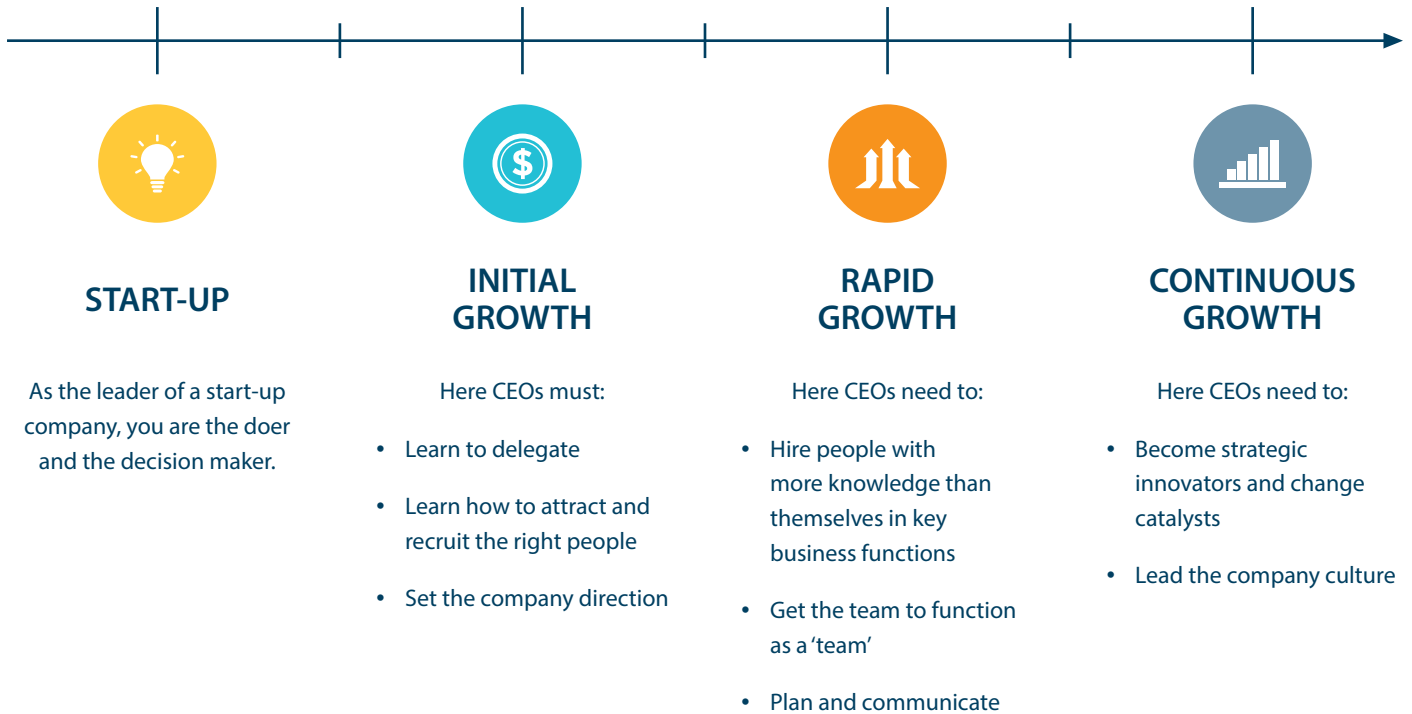 $
START-UP
As the leader of a start-up
company, you are the doer
and the decision maker.
INITIAL
GROWTH
Here CEOs must:
• Learn to delegate
• Learn how to attract and
recruit the right people
• Set the company direction
RAPID
GROWTH
Here CEOs need to:
• Hire people with
more knowledge than
themselves in key
business functions
• Get the team to function
as a ‘team’
• Plan and communicate
CONTINUOUS
GROWTH
Here CEOs need to:
• Become strategic
innovators and change
catalysts
• Lead the company culture